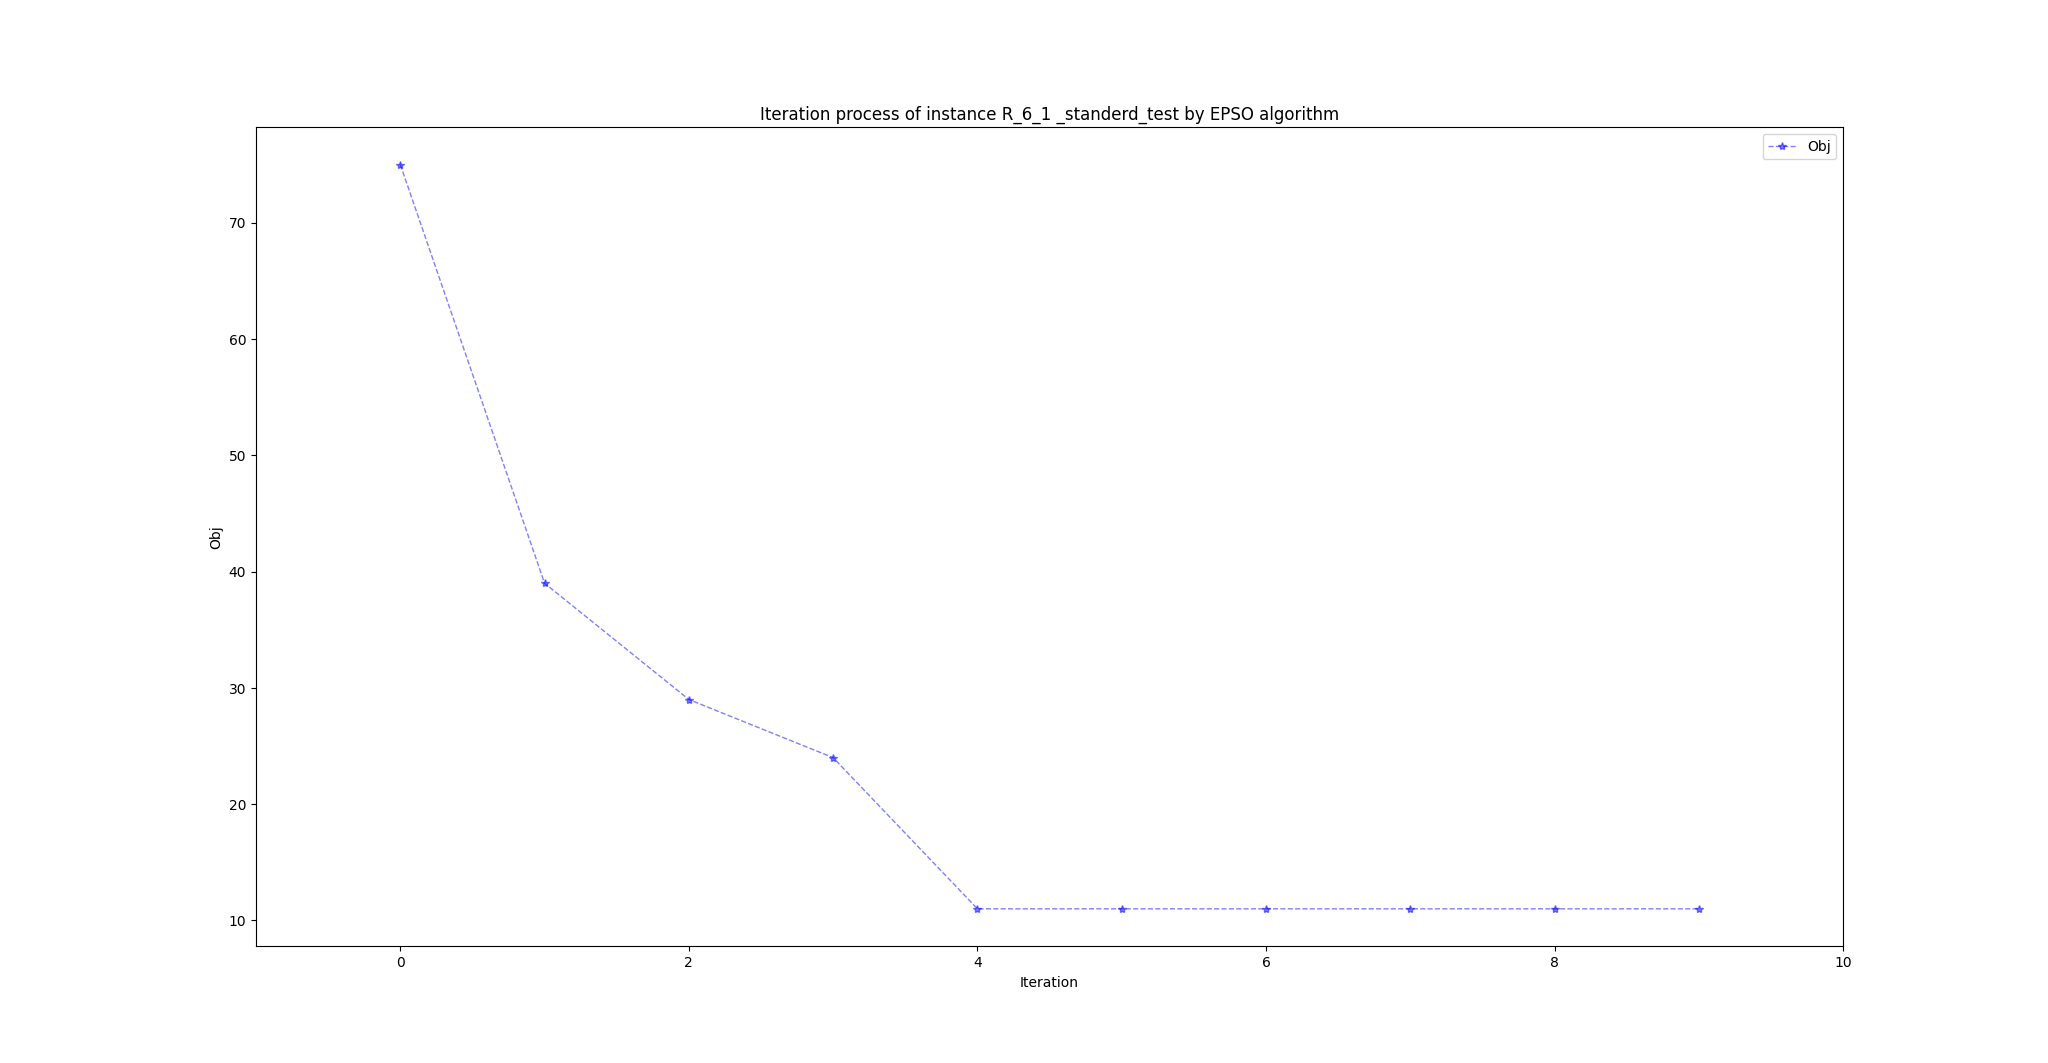 Iteration process of instance R_6_1 _standerd_test by EPSO algorithm
Obj
70
60
50
40
30
20
10
Obj
0 2 4 6 8 10
Iteration